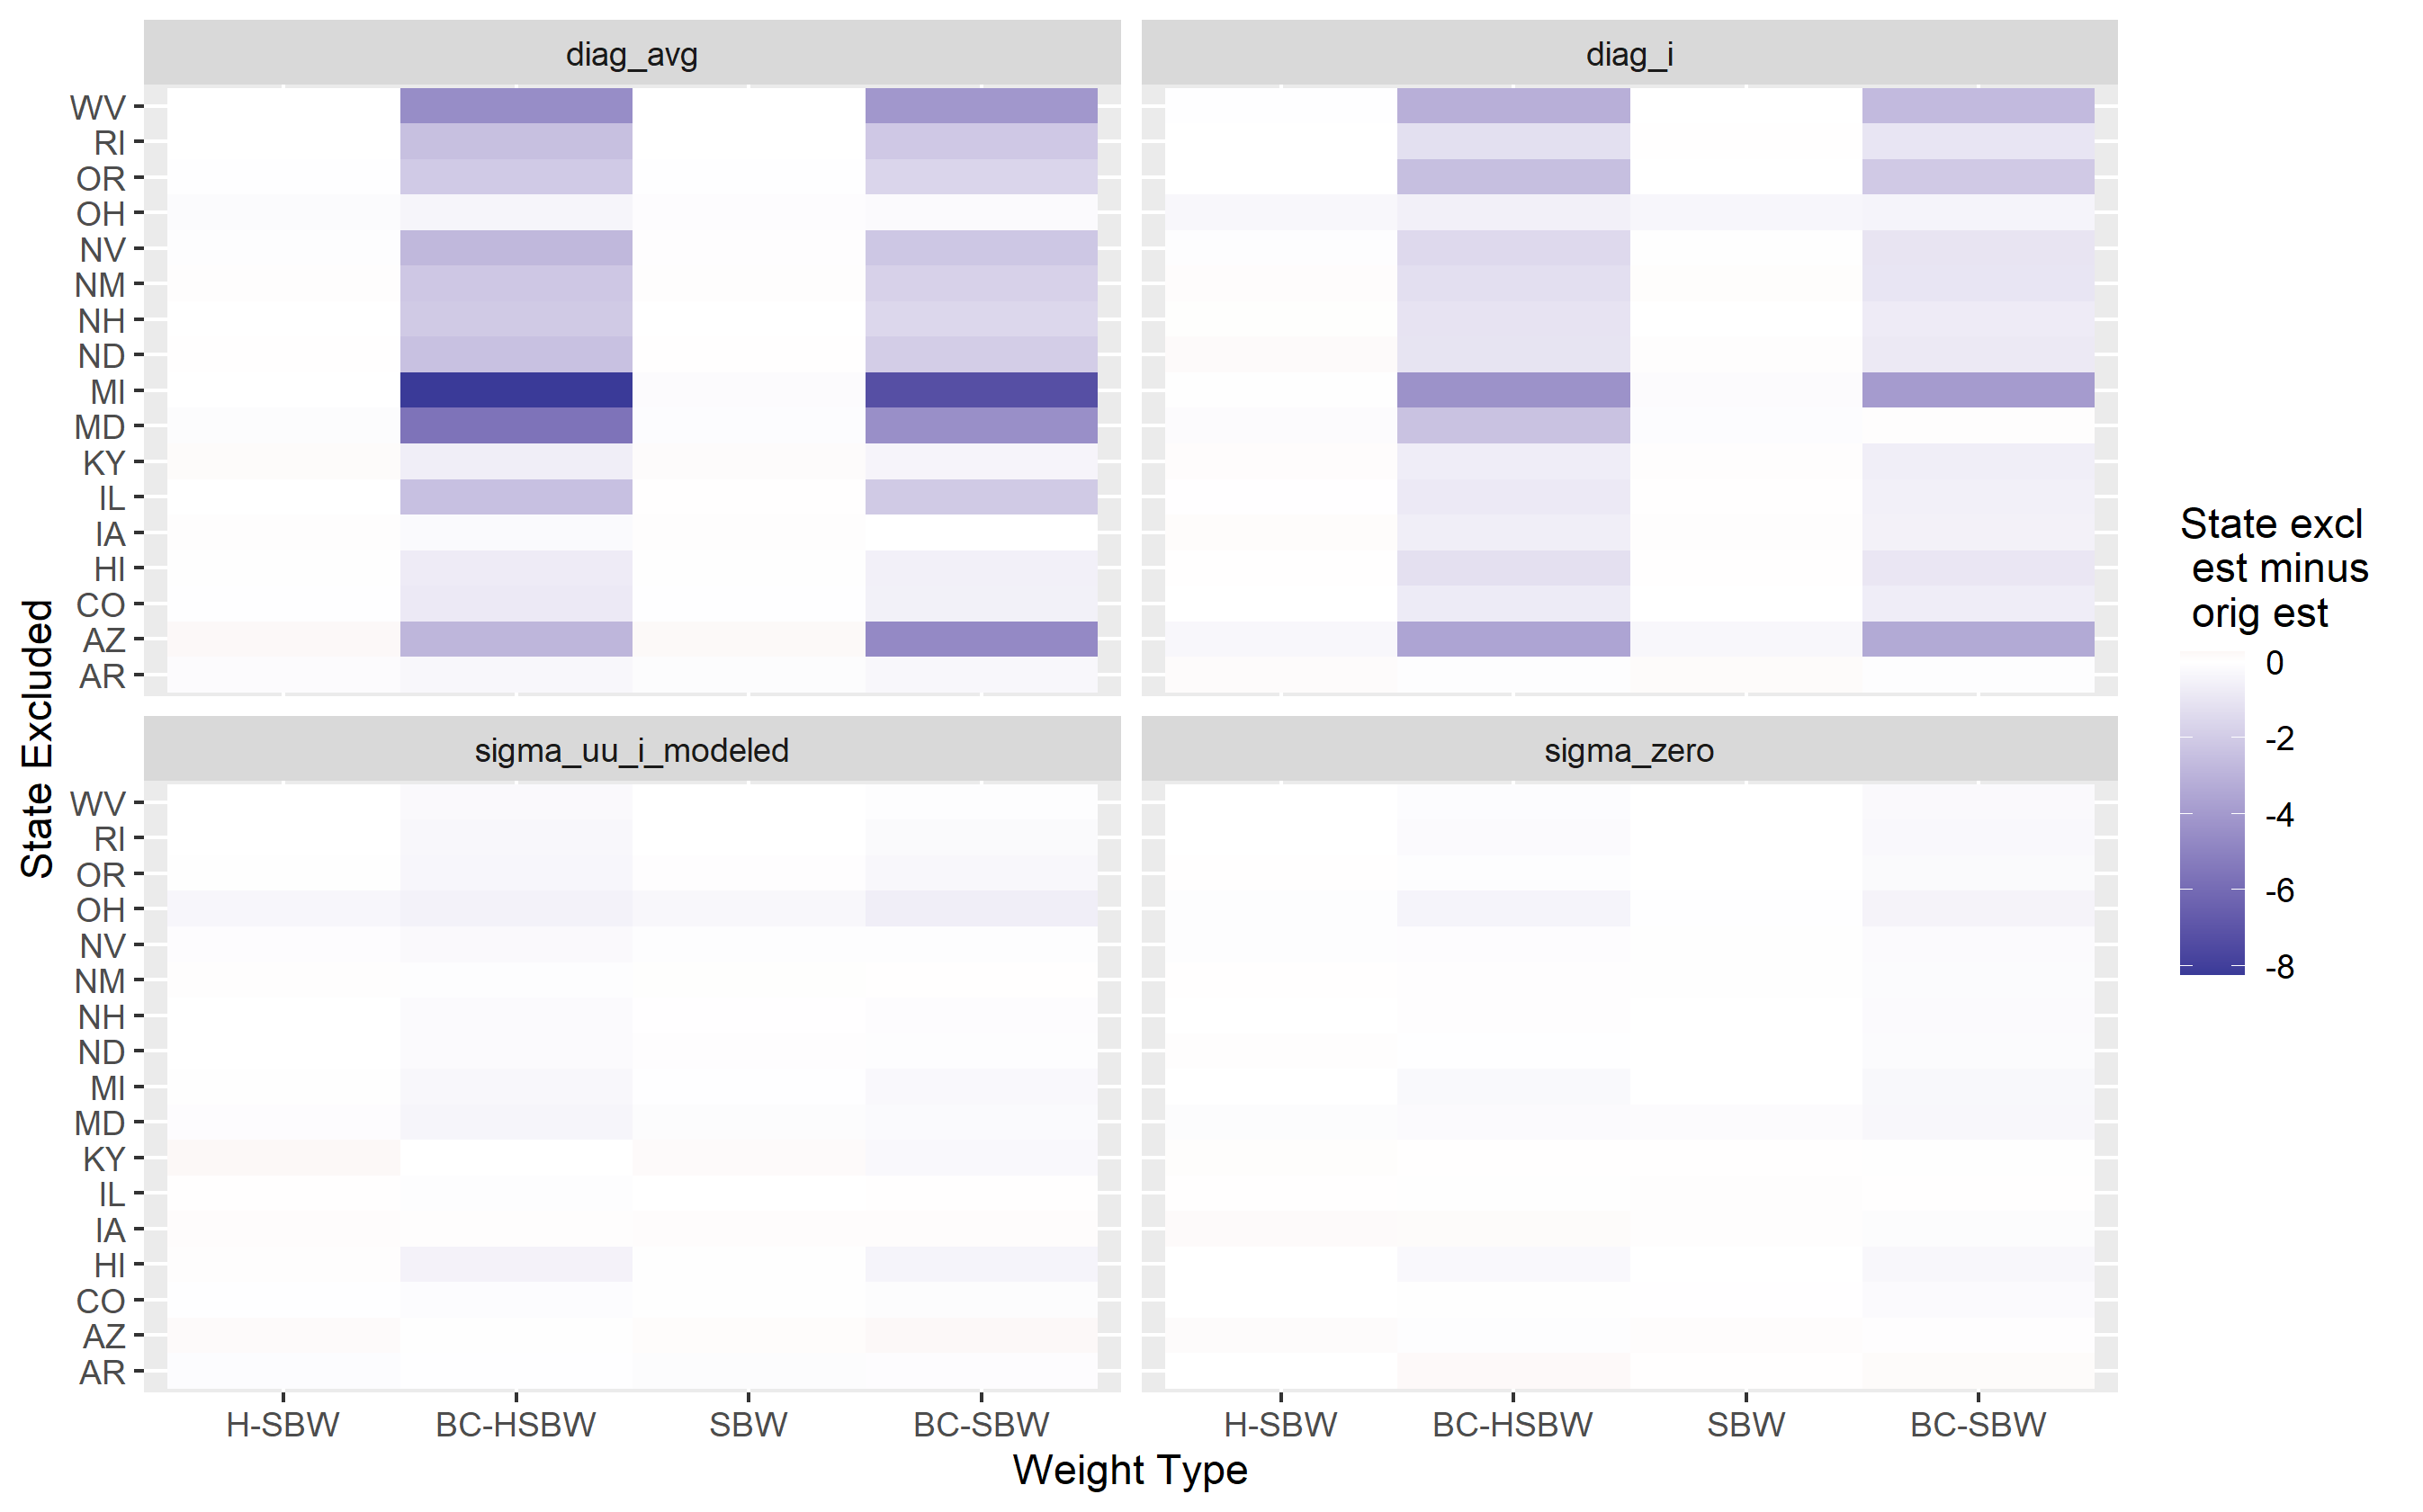 diag_avg
diag_i
WV
RI
OR
OH
NV
NM
NH
ND
MI
MD
KY
IL
IA
HI
CO
AZ
AR
sigma_uu_i_modeled
sigma_zero
WV
RI
OR
OH
NV
NM
NH
ND
MI
MD
KY
IL
IA
HI
CO
AZ
AR
State Excluded
H-SBW BC-HSBW SBW BC-SBW
H-SBW BC-HSBW SBW BC-SBW
Weight Type
State excl
est minus
orig est
0
-2
-4
-6
-8